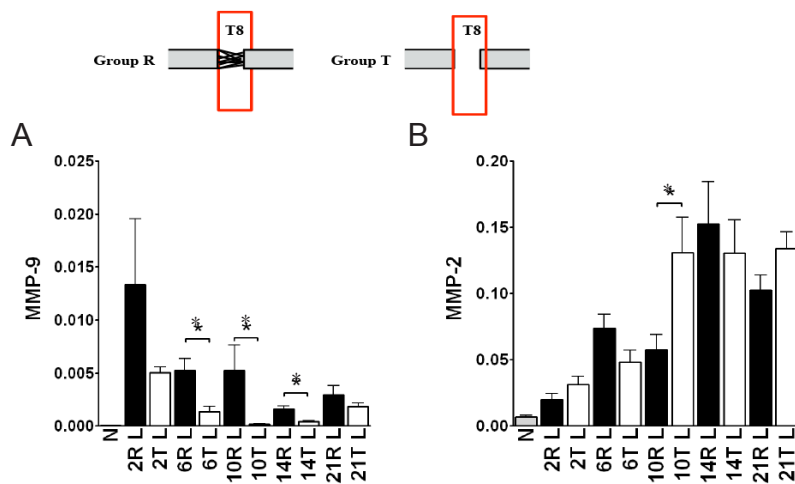 T8 T8
Group R Group T
A B
0.025 0.20
0.020
0.015
0.010
0.005
0.000
MMP-9
** ** **
N 2R L 2T L 6R L 6T L 10R L 10T L 14R L 14T L 21R L 21T L
0.15
0.10
0.05
0.00
MMP-2
**
N 2R L 2T L 6R L 6T L 10R L 10T L 14R L 14T L 21R L 21T L